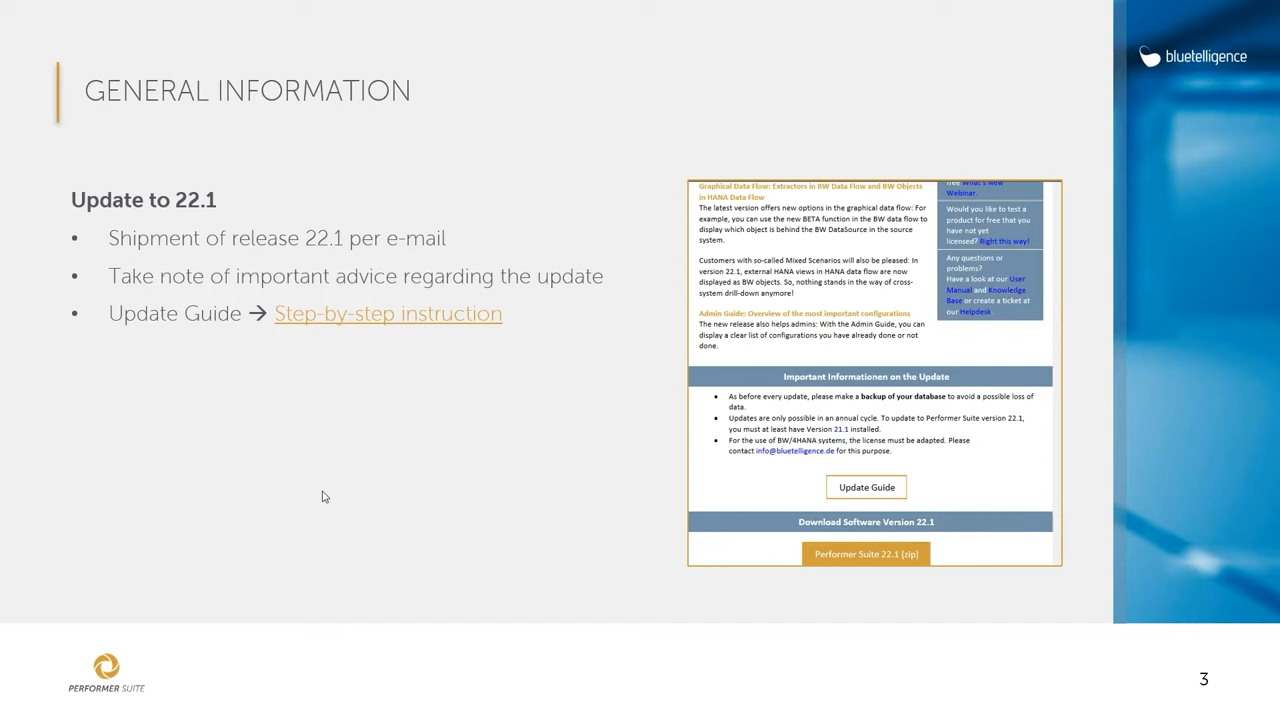 bluetelligence
GENERAL INFORMATION
Update to 22.1
• Shipment of release 22.1 per e-mail
• Take note of important advice regarding the update
• Update Guide → Step-by-step instruction
Graphical Data Flow: Extractors in BW Data Flow and BW Objects
in HANA Data Flow
The latest version offers new options in the graphical data flow: For
example, you can use the new BETA function in the BW data flow to
display which object is behind the BW DataSource in the source
system.
Customers with so-called Mixed Scenarios will also be pleased: In
version 22.1, external HANA views in HANA data flow are now
displayed as BW objects. So, nothing stands in the way of cross-
system drill-down anymore!
Admin Guide: Overview of the most important configurations
The new release also helps admins: With the Admin Guide, you can
display a clear list of configurations you have already done or not
done.
free What's New
Webinar.
Would you like to test a
product for free that you
have not yet
licensed? Right this way!
Any questions or
problems?
Have a look at our User
Manual and Knowledge
Base or create a ticket at
our Helpdesk
Important Informationen on the Update
• As before every update, please make a backup of your database to avoid a possible loss of
data.
• Updates are only possible in an annual cycle. To update to Performer Suite version 22.1,
you must at least have Version 21.1 installed.
• For the use of BW/4HANA systems, the license must be adapted. Please
contact info@bluetelligence.de for this purpose.
Update Guide
Download Software Version 22.1
Performer Suite 22.1 (zip)
PERFORMER SUITE
3